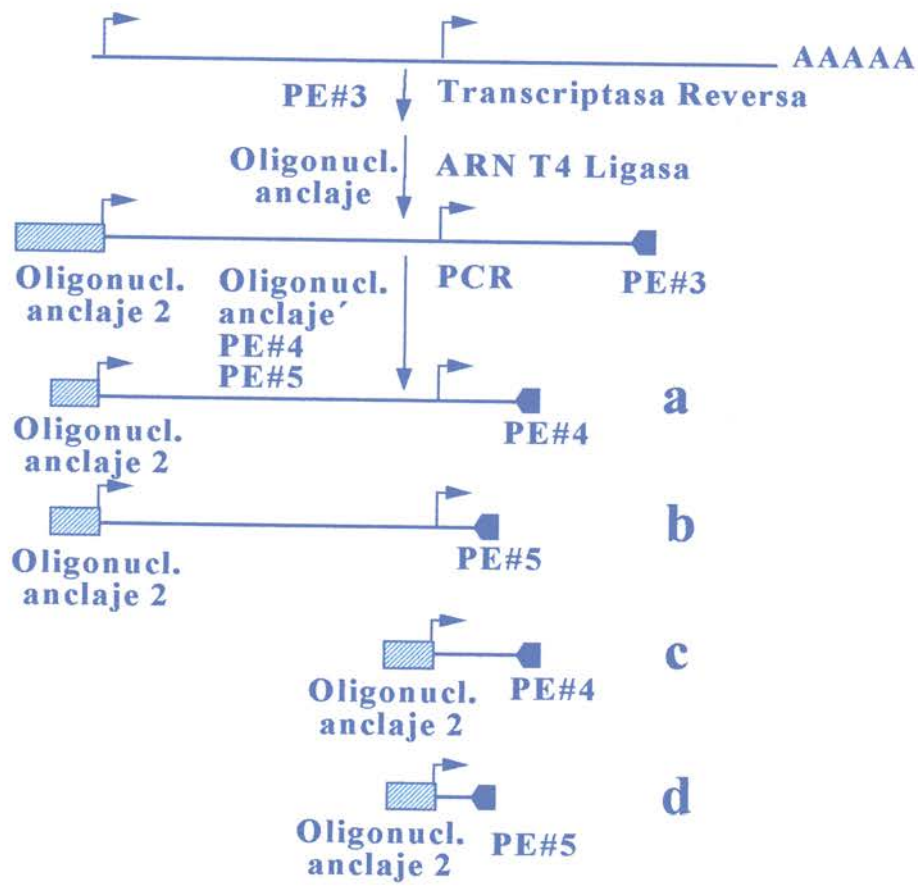 AAAAA
PE#3
Transcriptasa Reversa
Oligonucl.
anclaje
ARN T4 Ligasa
Oligonucl.
anclaje 2
Oligonucl.
anclaje´
PE#4
PE#5
PCR
PE#3
Oligonucl.
anclaje 2
PE#4
a
Oligonucl.
anclaje 2
PE#5
b
Oligonucl.
anclaje 2
PE#4
c
Oligonucl.
anclaje 2
PE#5
d